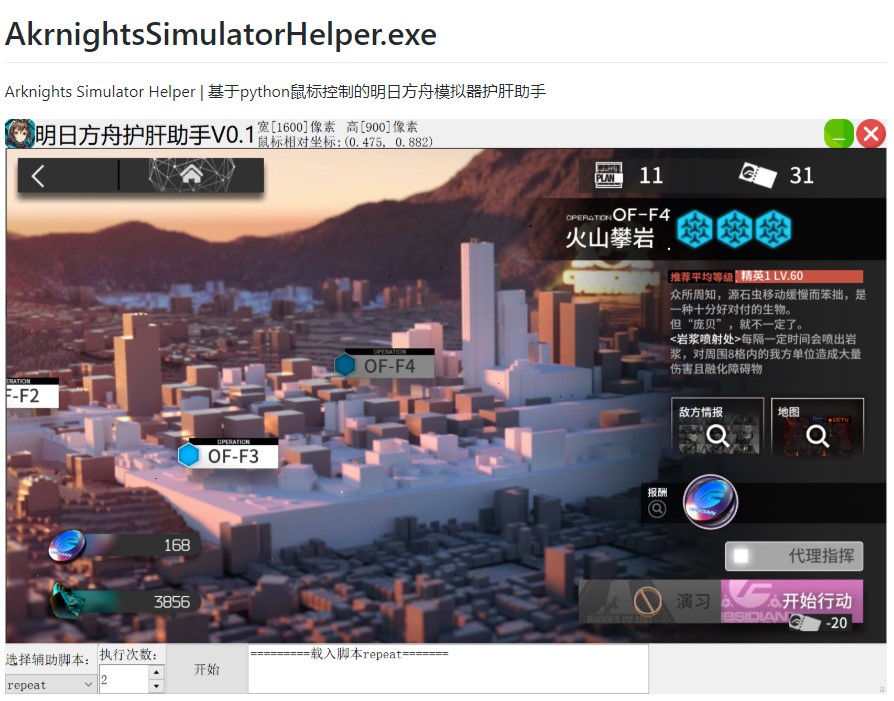 AkrnightsSimulatorHelper.exe
Arknights Simulator Helper | 基于python鼠标控制的明日方舟模拟器护肝助手
明日方舟护肝助手V0.1
宽[1600]像素 高[900]像素
鼠标相对坐标:(0.475, 0.882)
PLAN 11 31
OPERATION OF-F4
火山攀岩
推荐平均等级 精英1 LV.60
众所周知，源石虫移动缓慢而笨拙，是
一种十分好对付的生物。
但“庞贝”，就不一定了。
<岩浆喷射处>每隔一定时间会喷出岩
浆，对周围8格内的我方单位造成大量
伤害且融化障碍物
OPERATION
OF-F4
ERATION
F-F2
OPERATION
OF-F3
敌方情报 地图
CCTV
报酬
OBSIDIAN
168
3856
代理指挥
演习
开始行动
OBSIDIAN
-20
选择辅助脚本:
repeat
执行次数:
2
开始
=========载入脚本repeat=======